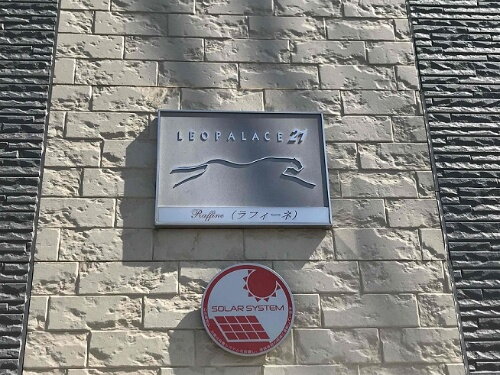 LEOPALACE21
Raffine (ラフィーネ)
SOLAR SYSTEM